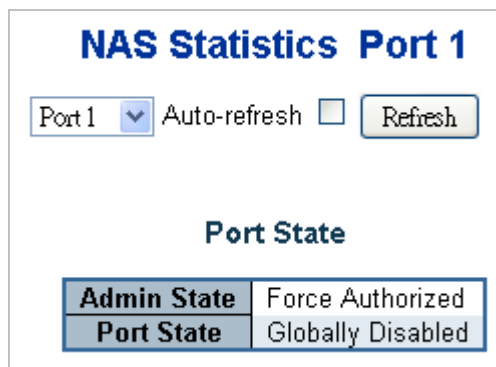 NAS Statistics Port 1
Port 1 Auto-refresh Refresh
Port State
Admin State Force Authorized
Port State Globally Disabled